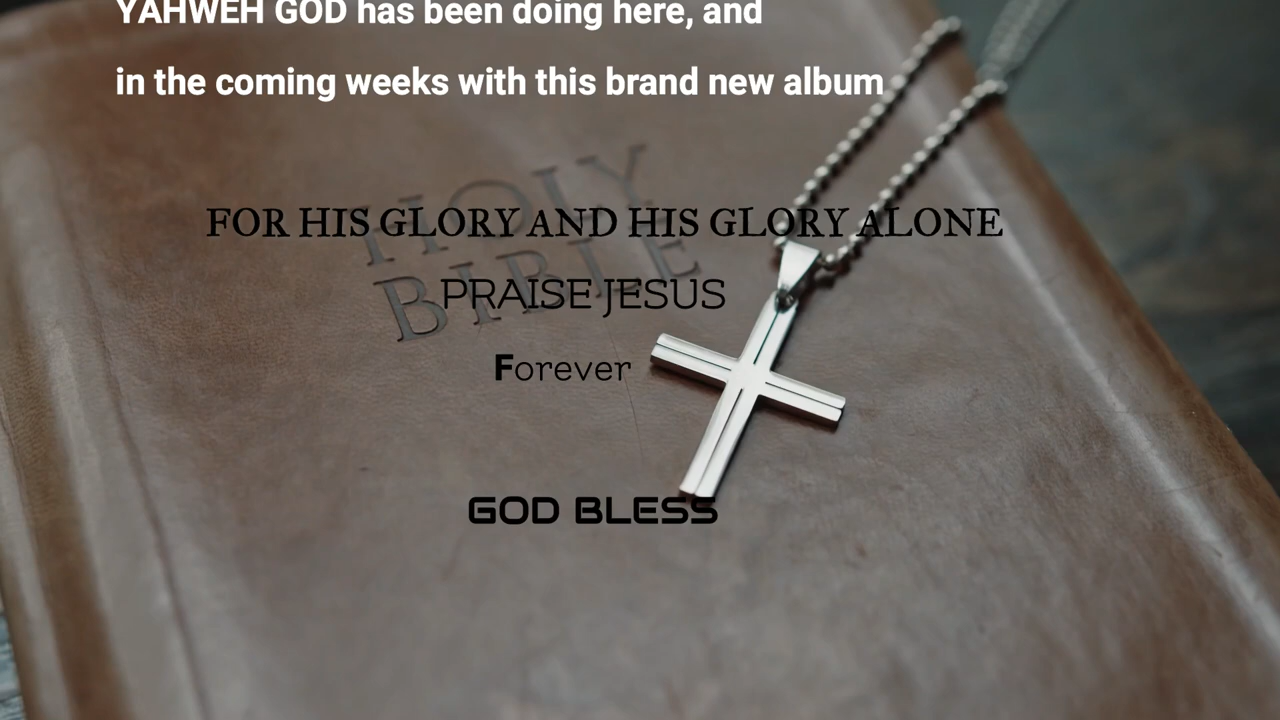 YAHWEH GOD has been doing here, and
in the coming weeks with this brand new album
HOLY
BIBLE
FOR HIS GLORY AND HIS GLORY ALONE
PRAISE JESUS
Forever
GOD BLESS